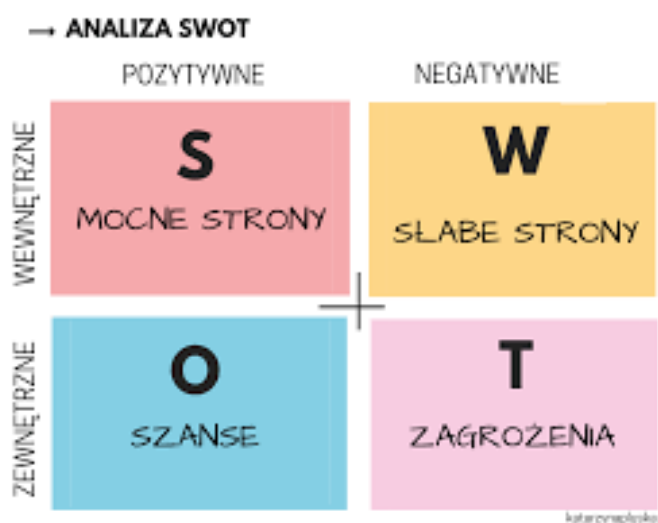 → ANALIZA SWOT
POZYTYWNE NEGATYWNE
WEWNĘTRZNE
S
MOCNE STRONY
W
SŁABE STRONY
ZEWNĘTRZNE
O
SZANSE
T
ZAGROŻENIA